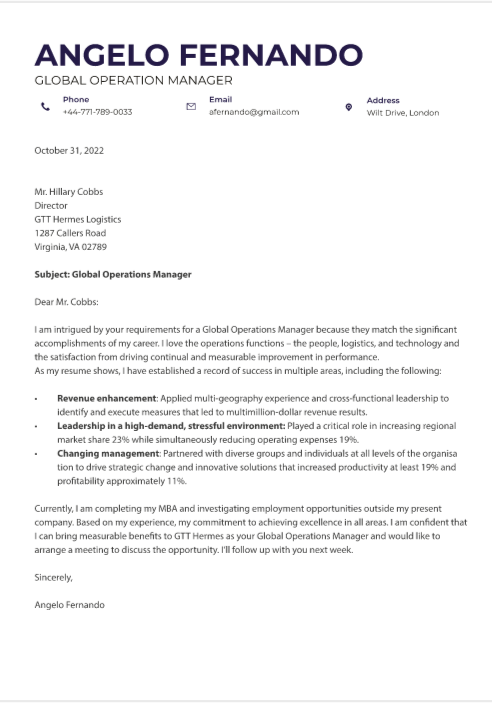 ANGELO FERNANDO
GLOBAL OPERATION MANAGER
Phone
+44-771-789-0033
Email
afernando@gmail.com
Address
Wilt Drive, London
October 31, 2022
Mr. Hillary Cobbs
Director
GTT Hermes Logistics
1287 Callers Road
Virginia, VA 02789
Subject: Global Operations Manager
Dear Mr. Cobbs:
I am intrigued by your requirements for a Global Operations Manager because they match the significant
accomplishments of my career. I love the operations functions – the people, logistics, and technology and
the satisfaction from driving continual and measurable improvement in performance.
As my resume shows, I have established a record of success in multiple areas, including the following:
• Revenue enhancement: Applied multi-geography experience and cross-functional leadership to
identify and execute measures that led to multimillion-dollar revenue results.
• Leadership in a high-demand, stressful environment: Played a critical role in increasing regional
market share 23% while simultaneously reducing operating expenses 19%.
• Changing management: Partnered with diverse groups and individuals at all levels of the organisa
tion to drive strategic change and innovative solutions that increased productivity at least 19% and
profitability approximately 11%.
Currently, I am completing my MBA and investigating employment opportunities outside my present
company. Based on my experience, my commitment to achieving excellence in all areas. I am confident that
I can bring measurable benefits to GTT Hermes as your Global Operations Manager and would like to
arrange a meeting to discuss the opportunity. I'll follow up with you next week.
Sincerely,
Angelo Fernando